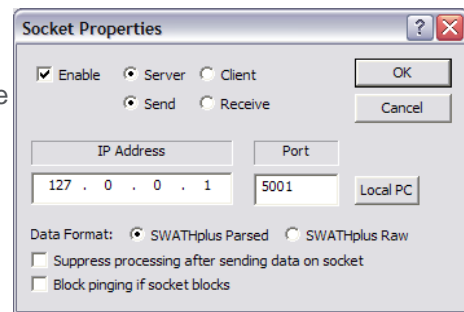 Socket Properties
e
Enable Server Client OK
Send Receive Cancel
IP Address Port
127 . 0 . 0 . 1 5001 Local PC
Data Format: SWATHplus Parsed SWATHplus Raw
Suppress processing after sending data on socket
Block pinging if socket blocks